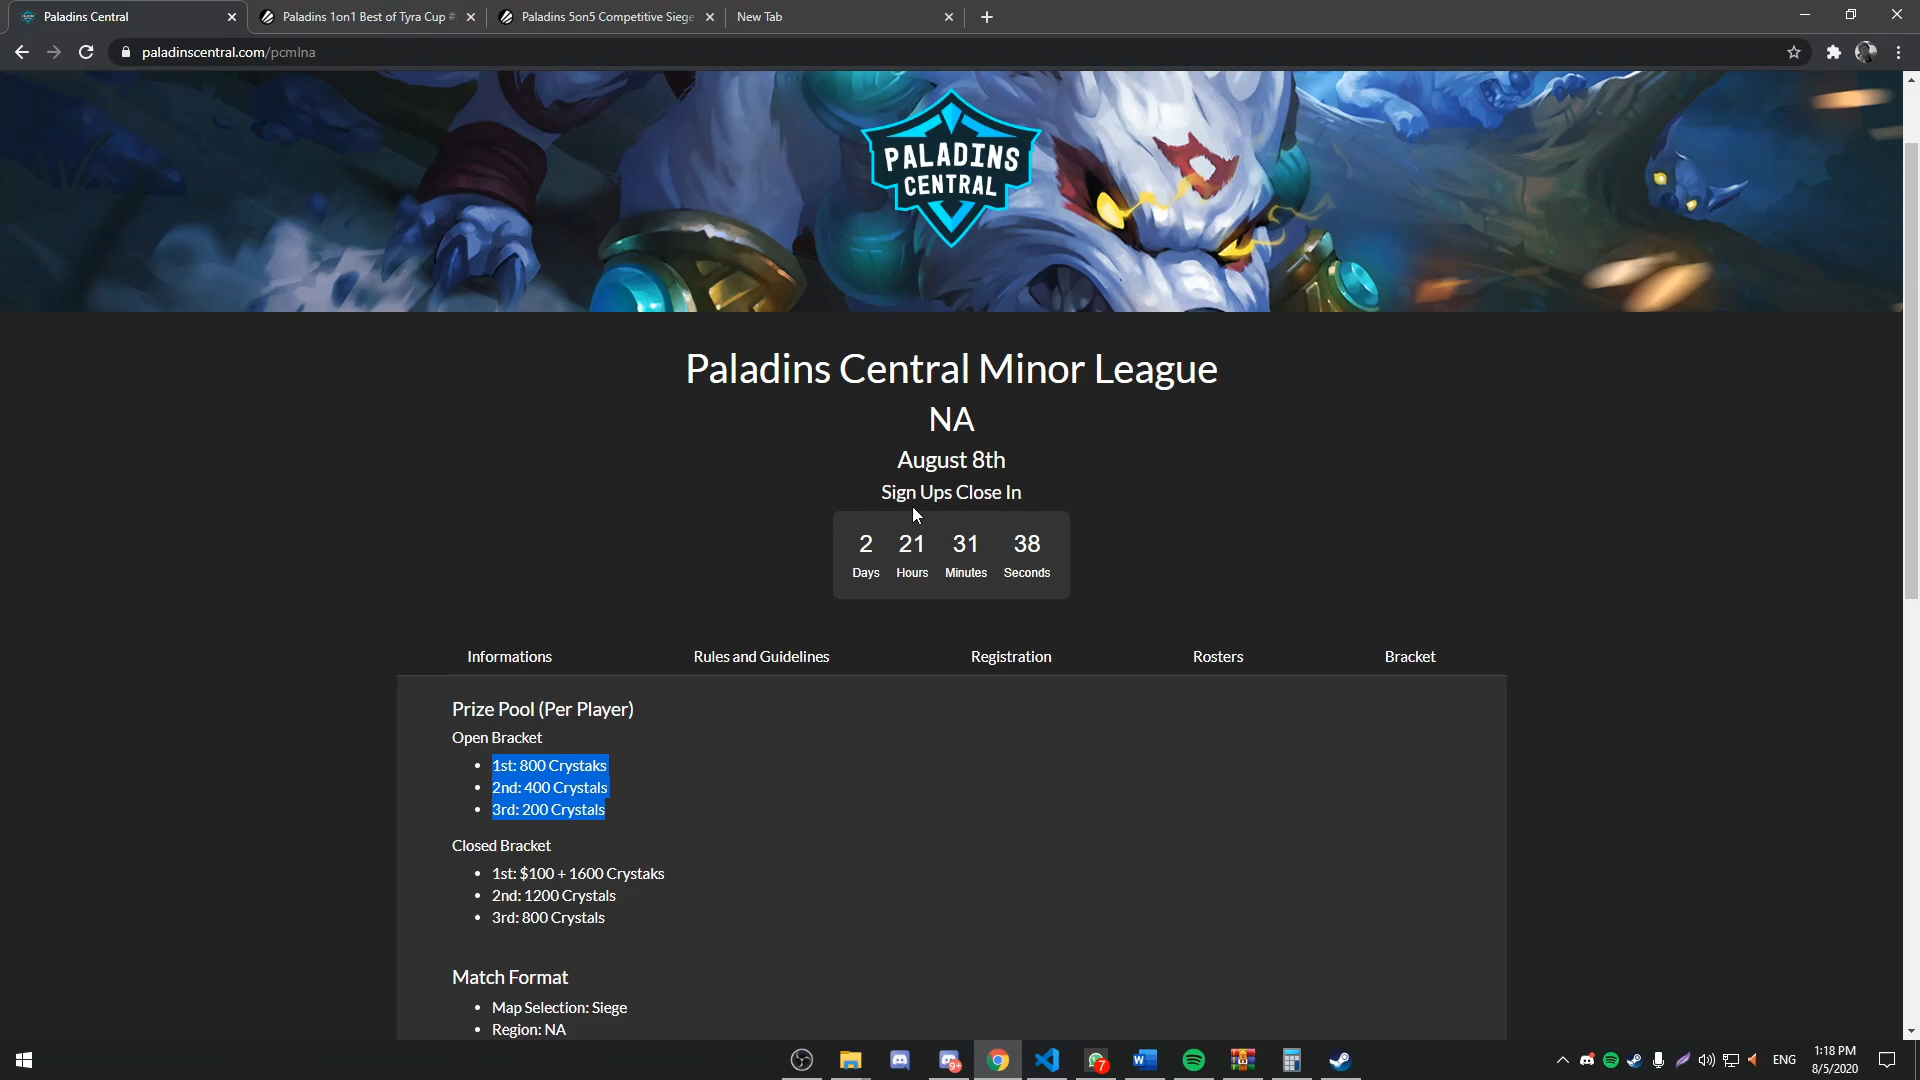 Paladins Central
Paladins 1on1 Best of Tyra Cup #
Paladins 5on5 Competitive Siege
New Tab
paladinscentral.com/pcmlna
PALADINS
CENTRAL
Paladins Central Minor League
NA
August 8th
Sign Ups Close In
2 21 31 38
Days Hours Minutes Seconds
Informations Rules and Guidelines Registration Rosters Bracket
Prize Pool (Per Player)
Open Bracket
1st: 800 Crystaks
2nd: 400 Crystals
3rd: 200 Crystals
Closed Bracket
1st: $100 + 1600 Crystaks
2nd: 1200 Crystals
3rd: 800 Crystals
Match Format
Map Selection: Siege
Region: NA
9+
7
ENG
1:18 PM
8/5/2020